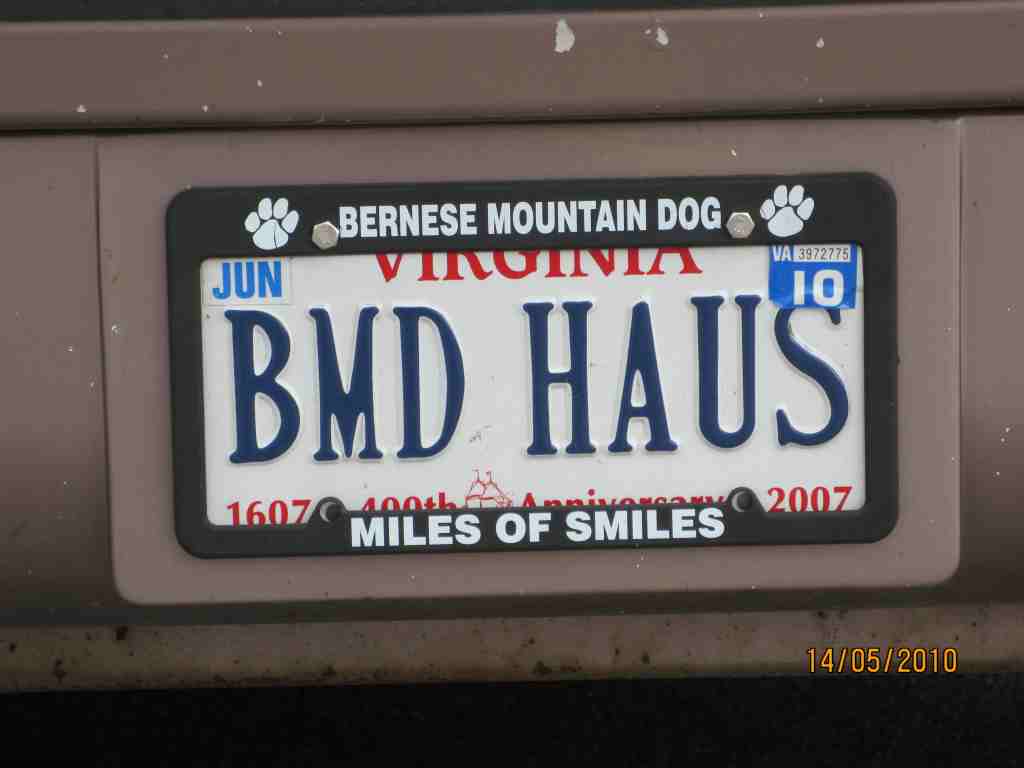 BERNESE MOUNTAIN DOG
VIRGINIA
JUN
VA 3972775
10
BMD HAUS
1607 400th Anniversary 2007
MILES OF SMILES
14/05/2010